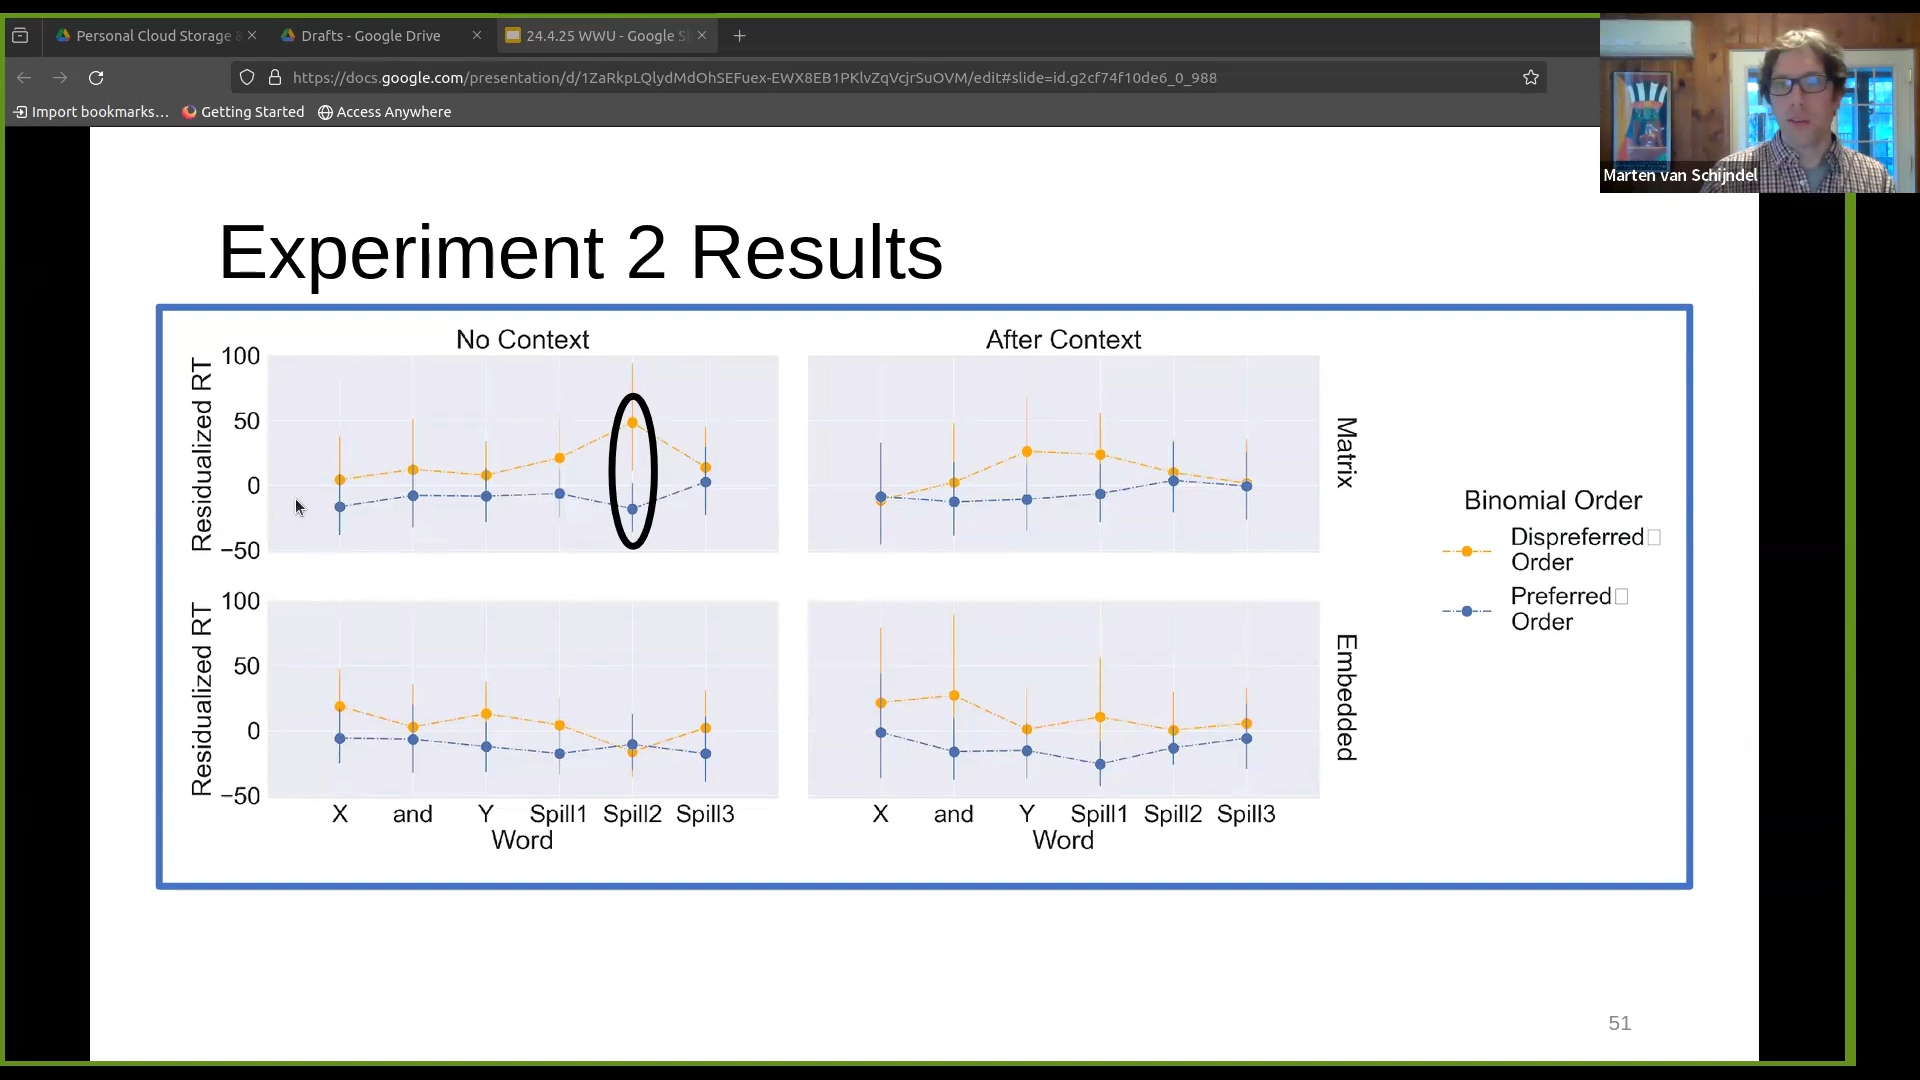 Personal Cloud Storage &
Drafts - Google Drive
24.4.25 WWU - Google S
https://docs.google.com/presentation/d/1ZaRkpLQlydMdOhSEFuex-EWX8EB1PKlvZqVcjrSuOVM/edit#slide=id.g2cf74f10de6_0_988
Import bookmarks…
Getting Started
Access Anywhere
Marten van Schijndel
Experiment 2 Results
No Context
After Context
Residualized RT
100
50
0
−50
Matrix
Binomial Order
Dispreferred
Order
Preferred
Order
Residualized RT
100
50
0
−50
Embedded
X and Y Spill1 Spill2 Spill3
Word
X and Y Spill1 Spill2 Spill3
Word
51